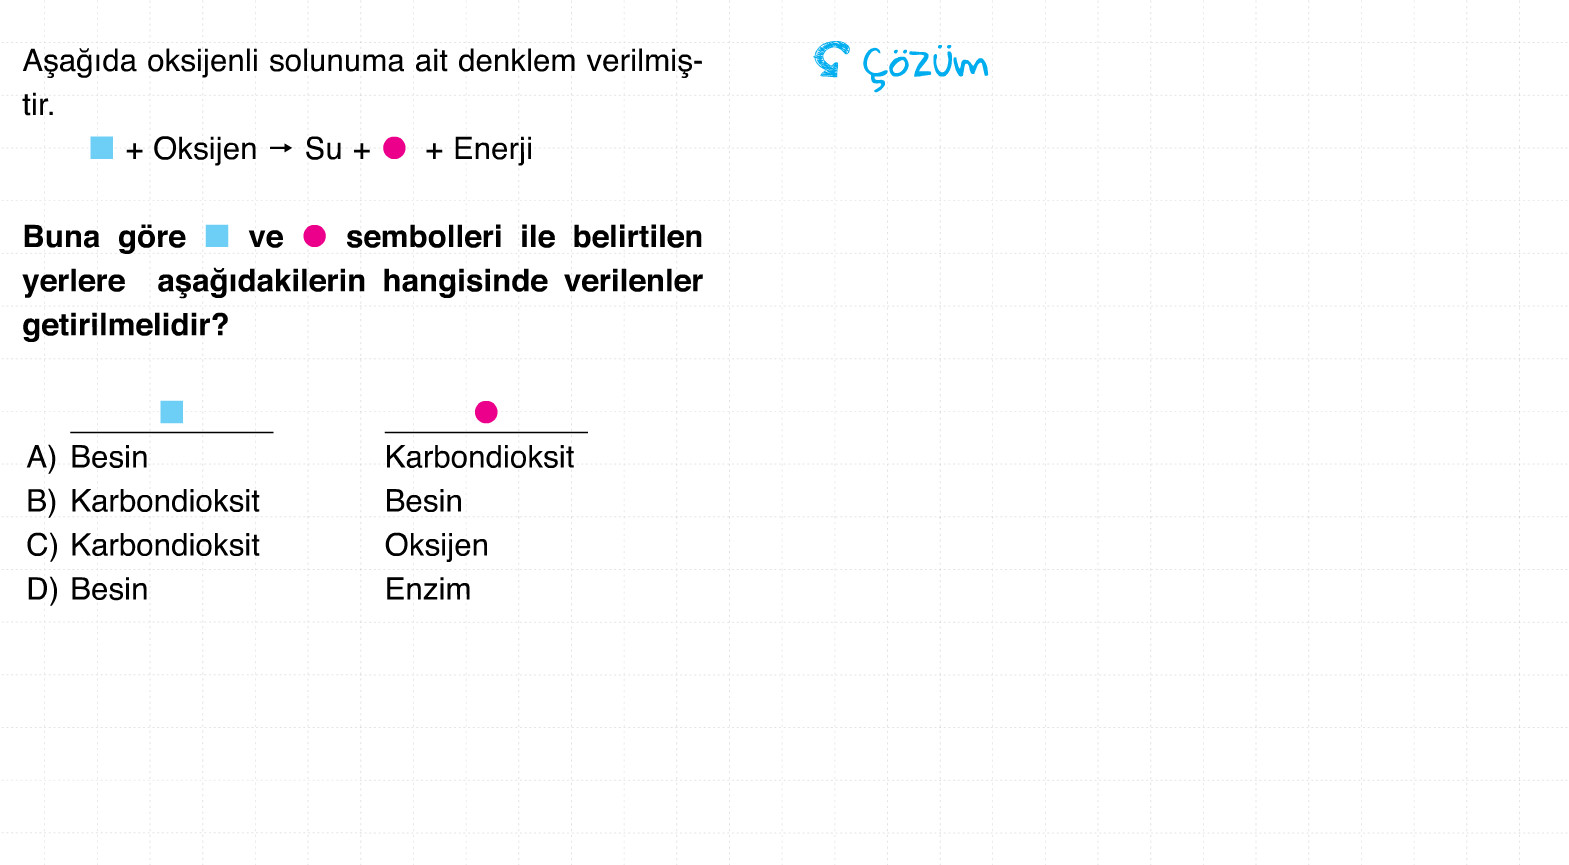 Aşağıda oksijenli solunuma ait denklem verilmiş-
tir.
+ Oksijen → Su + + Enerji
Buna göre ve sembolleri ile belirtilen
yerlere aşağıdakilerin hangisinde verilenler
getirilmelidir?
A) Besin Karbondioksit
B) Karbondioksit Besin
C) Karbondioksit Oksijen
D) Besin Enzim
Çözüm